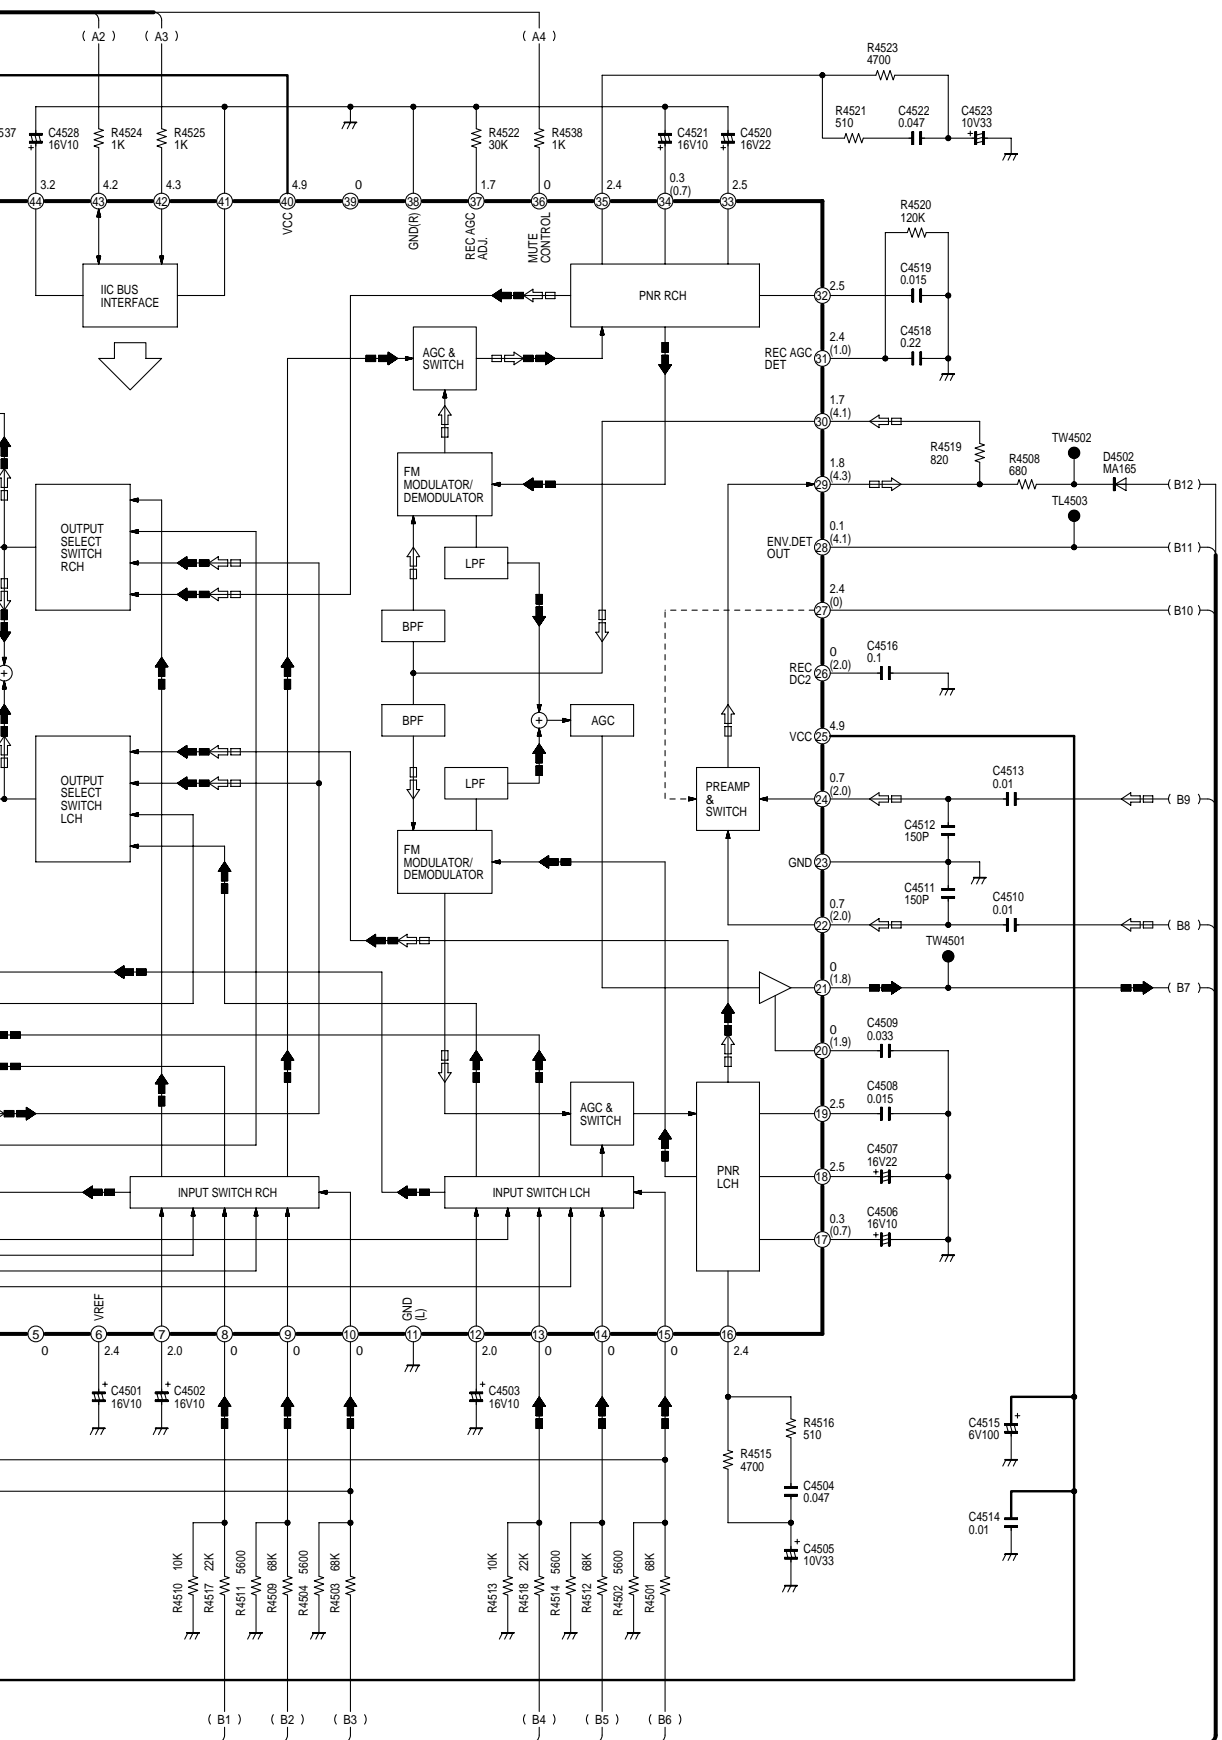 ( A2 )
( A3 )
( A4 )
R4523
4700
R4521
510
C4522
0.047
C4523
10V33
537
C4528
16V10
R4524
1K
R4525
1K
R4522
30K
R4538
1K
C4521
16V10
C4520
16V22
3.2
4.2
4.3
4.9
0
1.7
0
2.4
0.3
(0.7)
2.5
44
43
42
41
40
39
38
37
36
35
34
33
VCC
GND(R)
REC AGC
ADJ.
MUTE
CONTROL
R4520
120K
IIC BUS
INTERFACE
PNR RCH
32
2.5
C4519
0.015
AGC &
SWITCH
REC AGC
DET
31
2.4
(1.0)
C4518
0.22
30
1.7
(4.1)
R4519
820
R4508
680
TW4502
D4502
MA165
FM
MODULATOR/
DEMODULATOR
29
1.8
(4.3)
( B12 )
TL4503
OUTPUT
SELECT
SWITCH
RCH
LPF
ENV.DET
OUT
28
0.1
(4.1)
( B11 )
27
2.4
(0)
( B10 )
BPF
REC
DC2
26
0
(2.0)
C4516
0.1
+
BPF
+
AGC
VCC
25
4.9
OUTPUT
SELECT
SWITCH
LCH
LPF
PREAMP
&
SWITCH
24
0.7
(2.0)
C4513
0.01
( B9 )
C4512
150P
FM
MODULATOR/
DEMODULATOR
GND
23
C4511
150P
C4510
0.01
22
0.7
(2.0)
( B8 )
TW4501
21
0
(1.8)
( B7 )
20
0
(1.9)
C4509
0.033
AGC &
SWITCH
19
2.5
C4508
0.015
PNR
LCH
18
2.5
C4507
16V22
+
INPUT SWITCH RCH
INPUT SWITCH LCH
17
0.3
(0.7)
C4506
16V10
+
VREF
GND
(L)
5
6
7
8
9
10
11
12
13
14
15
16
0
2.4
2.0
0
0
0
2.0
0
0
0
2.4
C4501
16V10
C4502
16V10
C4503
16V10
R4516
510
R4515
4700
C4504
0.047
C4505
10V33
C4515
6V100
C4514
0.01
R4510 10K
R4517 22K
R4511 5600
R4509 68K
R4504 5600
R4503 68K
R4513 10K
R4518 22K
R4514 5600
R4512 68K
R4502 5600
R4501 68K
( B1 )
( B2 )
( B3 )
( B4 )
( B5 )
( B6 )